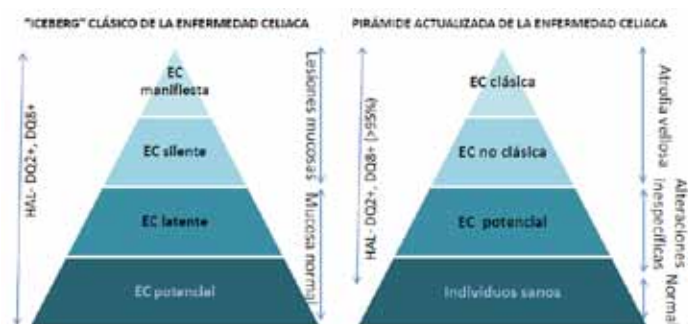 "ICEBERG" CLÁSICO DE LA ENFERMEDAD CELIACA
HAL- DQ2+, DQ8+
EC
manifiesta
EC silente
EC latente
EC potencial
Lesiones mucosas
Mucosa normal
PIRÁMIDE ACTUALIZADA DE LA ENFERMEDAD CELIACA
HAL- DQ2+, DQ8+ (>95%)
EC clásica
EC no clásica
EC potencial
Individuos sanos
Atrofia vellosa
Alteraciones
inespecíficas
Normal